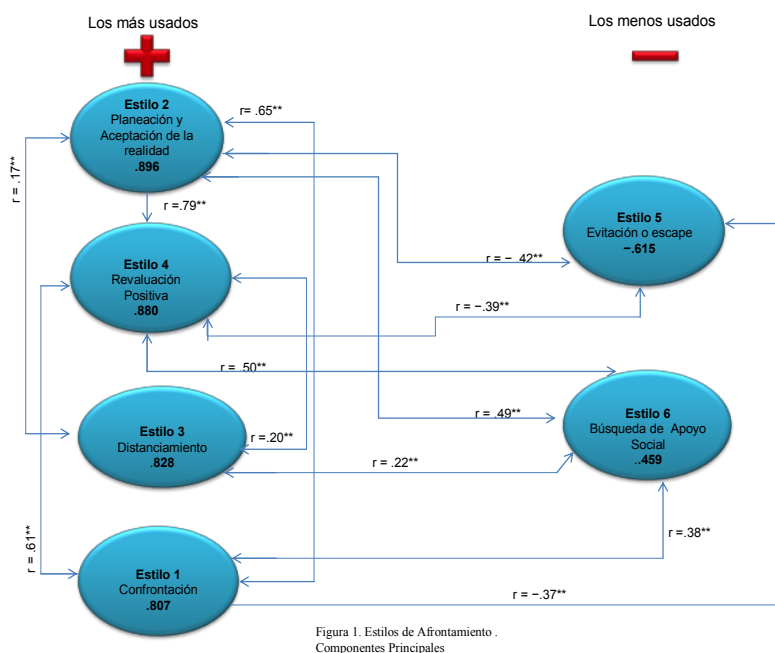 Los más usados
Los menos usados
Estilo 2
Planeación y
Aceptación de la
realidad
.896
r= .65**
r = .17**
r =.79**
Estilo 5
Evitación o escape
−.615
r = − .42**
Estilo 4
Revaluación
Positiva
.880
r = −.39**
r = .50**
Estilo 3
Distanciamiento
.828
r =.20**
r = .49**
Estilo 6
Búsqueda de Apoyo
Social
..459
r = .22**
r =.61**
r =.38**
Estilo 1
Confrontación
.807
r = −.37**
Figura 1. Estilos de Afrontamiento .
Componentes Principales